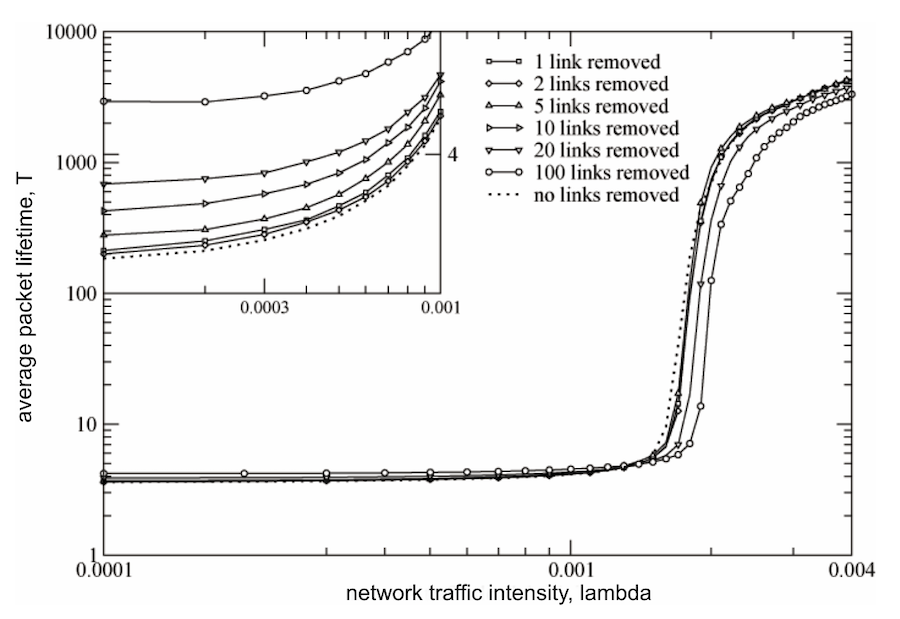 10000
1000
100
10
1
average packet lifetime, T
4
0.0003
0.001
1 link removed
2 links removed
5 links removed
10 links removed
20 links removed
100 links removed
no links removed
0.0001
0.001
0.004
network traffic intensity, lambda